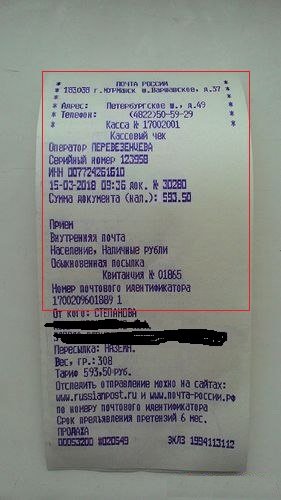 * ПОЧТА РОССИИ *
* 183038 г.МУРМАНСК ш.Варшавское, д.37 *
* Адрес: Петербургское ш., д.49
* Телефон: (4822)50-59-29 *
* Касса № 17002001 *
Кассовый чек
Оператор ПЕРЕВЕЗЕНЦЕВА
Серийный номер 123958
ИНН 007724261610
15-03-2018 09:36 док. № 30280
Сумма документа (нал.): 593.50
Прием
Внутренняя почта
Население, Наличные рубли
Обыкновенная посылка
Квитанция № 01865
Номер почтового идентификатора
17002096018891 1
От кого: СТЕПАНОВА
Пересылка: НАЗЕМН.
Вес, гр.:308
Тариф 593,50-РУБ.
Отследить отправление можно на сайтах:
www.russianpost.ru и www.почта-россии.рф
по номеру почтового идентификатора
Срок предъявления претензий 6 мес.
ПРОДАЖА
00053200 #020549 ЭКЛЗ 1994113112